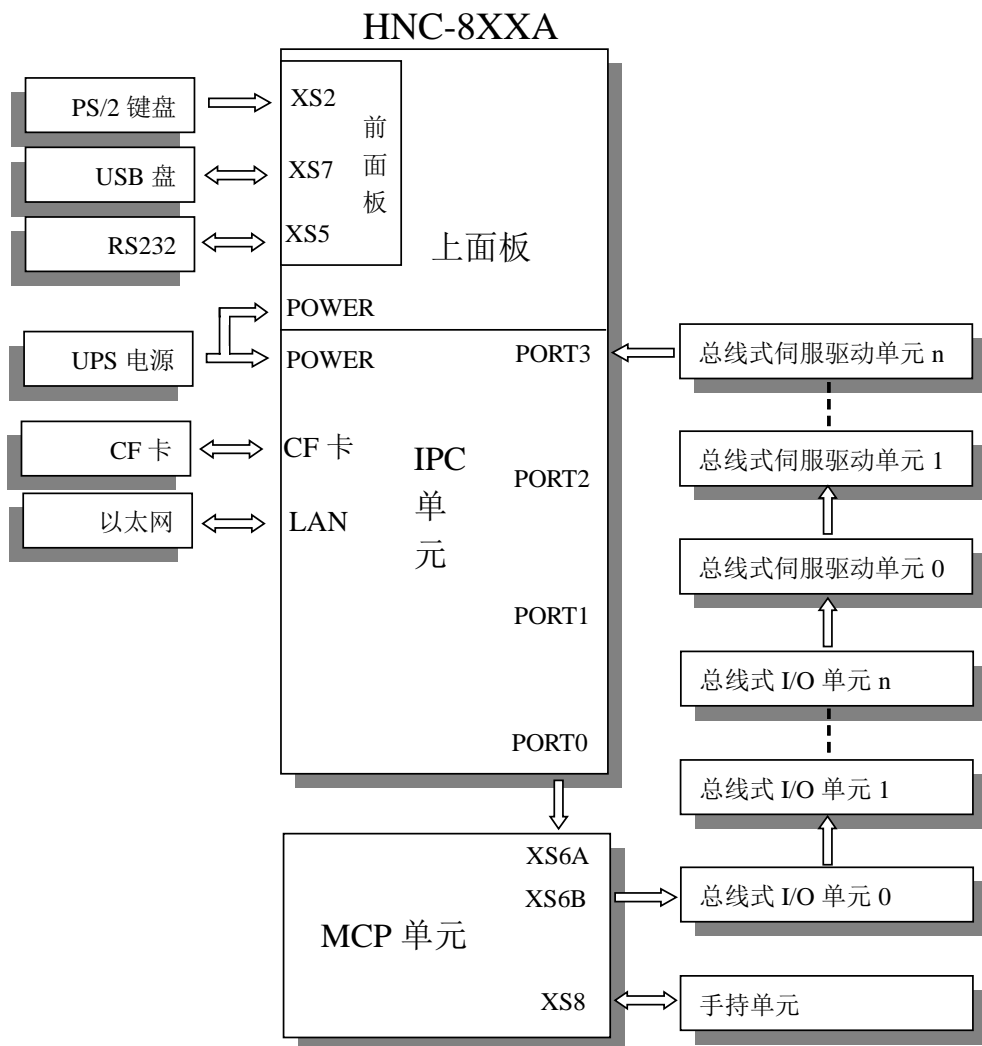 HNC-8XXA
PS/2 键盘
XS2
前面板
USB 盘
XS7
RS232
XS5
上面板
POWER
UPS 电源
POWER
PORT3
总线式伺服驱动单元 n
CF 卡
CF 卡
IPC
单
元
PORT2
总线式伺服驱动单元 1
以太网
LAN
总线式伺服驱动单元 0
PORT1
总线式 I/O 单元 n
PORT0
总线式 I/O 单元 1
XS6A
XS6B
总线式 I/O 单元 0
MCP 单元
XS8
手持单元